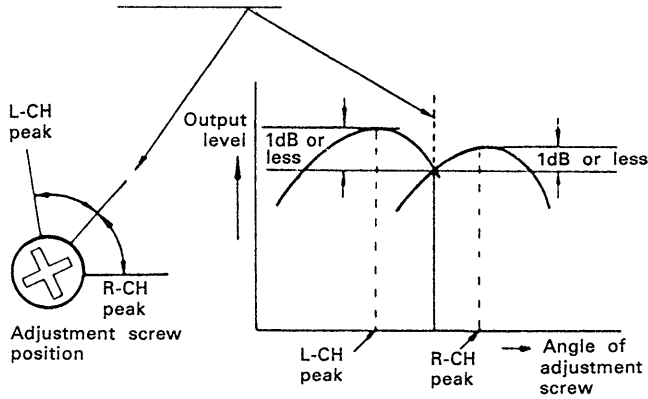 L-CH
peak
R-CH
peak
Adjustment screw
position
Output
level
1dB or
less
1dB or less
L-CH
peak
R-CH
peak
Angle of
adjustment
screw